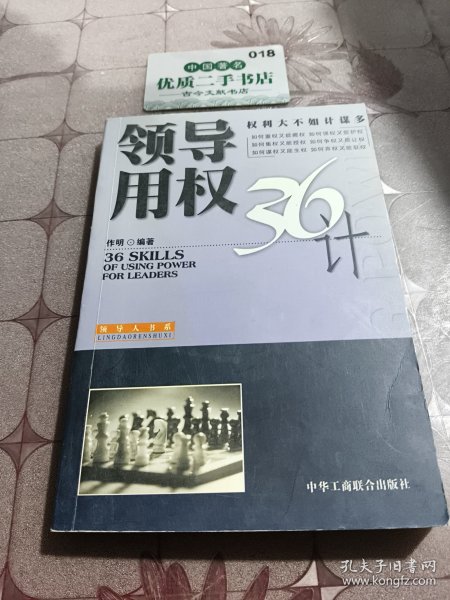 018
中国著名
优质二手书店
古今文献书店
权利大不如计谋多
领导
用权
36
计
作明⊙编著
36 SKILLS
OF USING POWER
FOR LEADERS
领导人书系
LINGDAORENSHUXI
中华工商联合出版社
孔夫子旧书网
www.kongfz.com